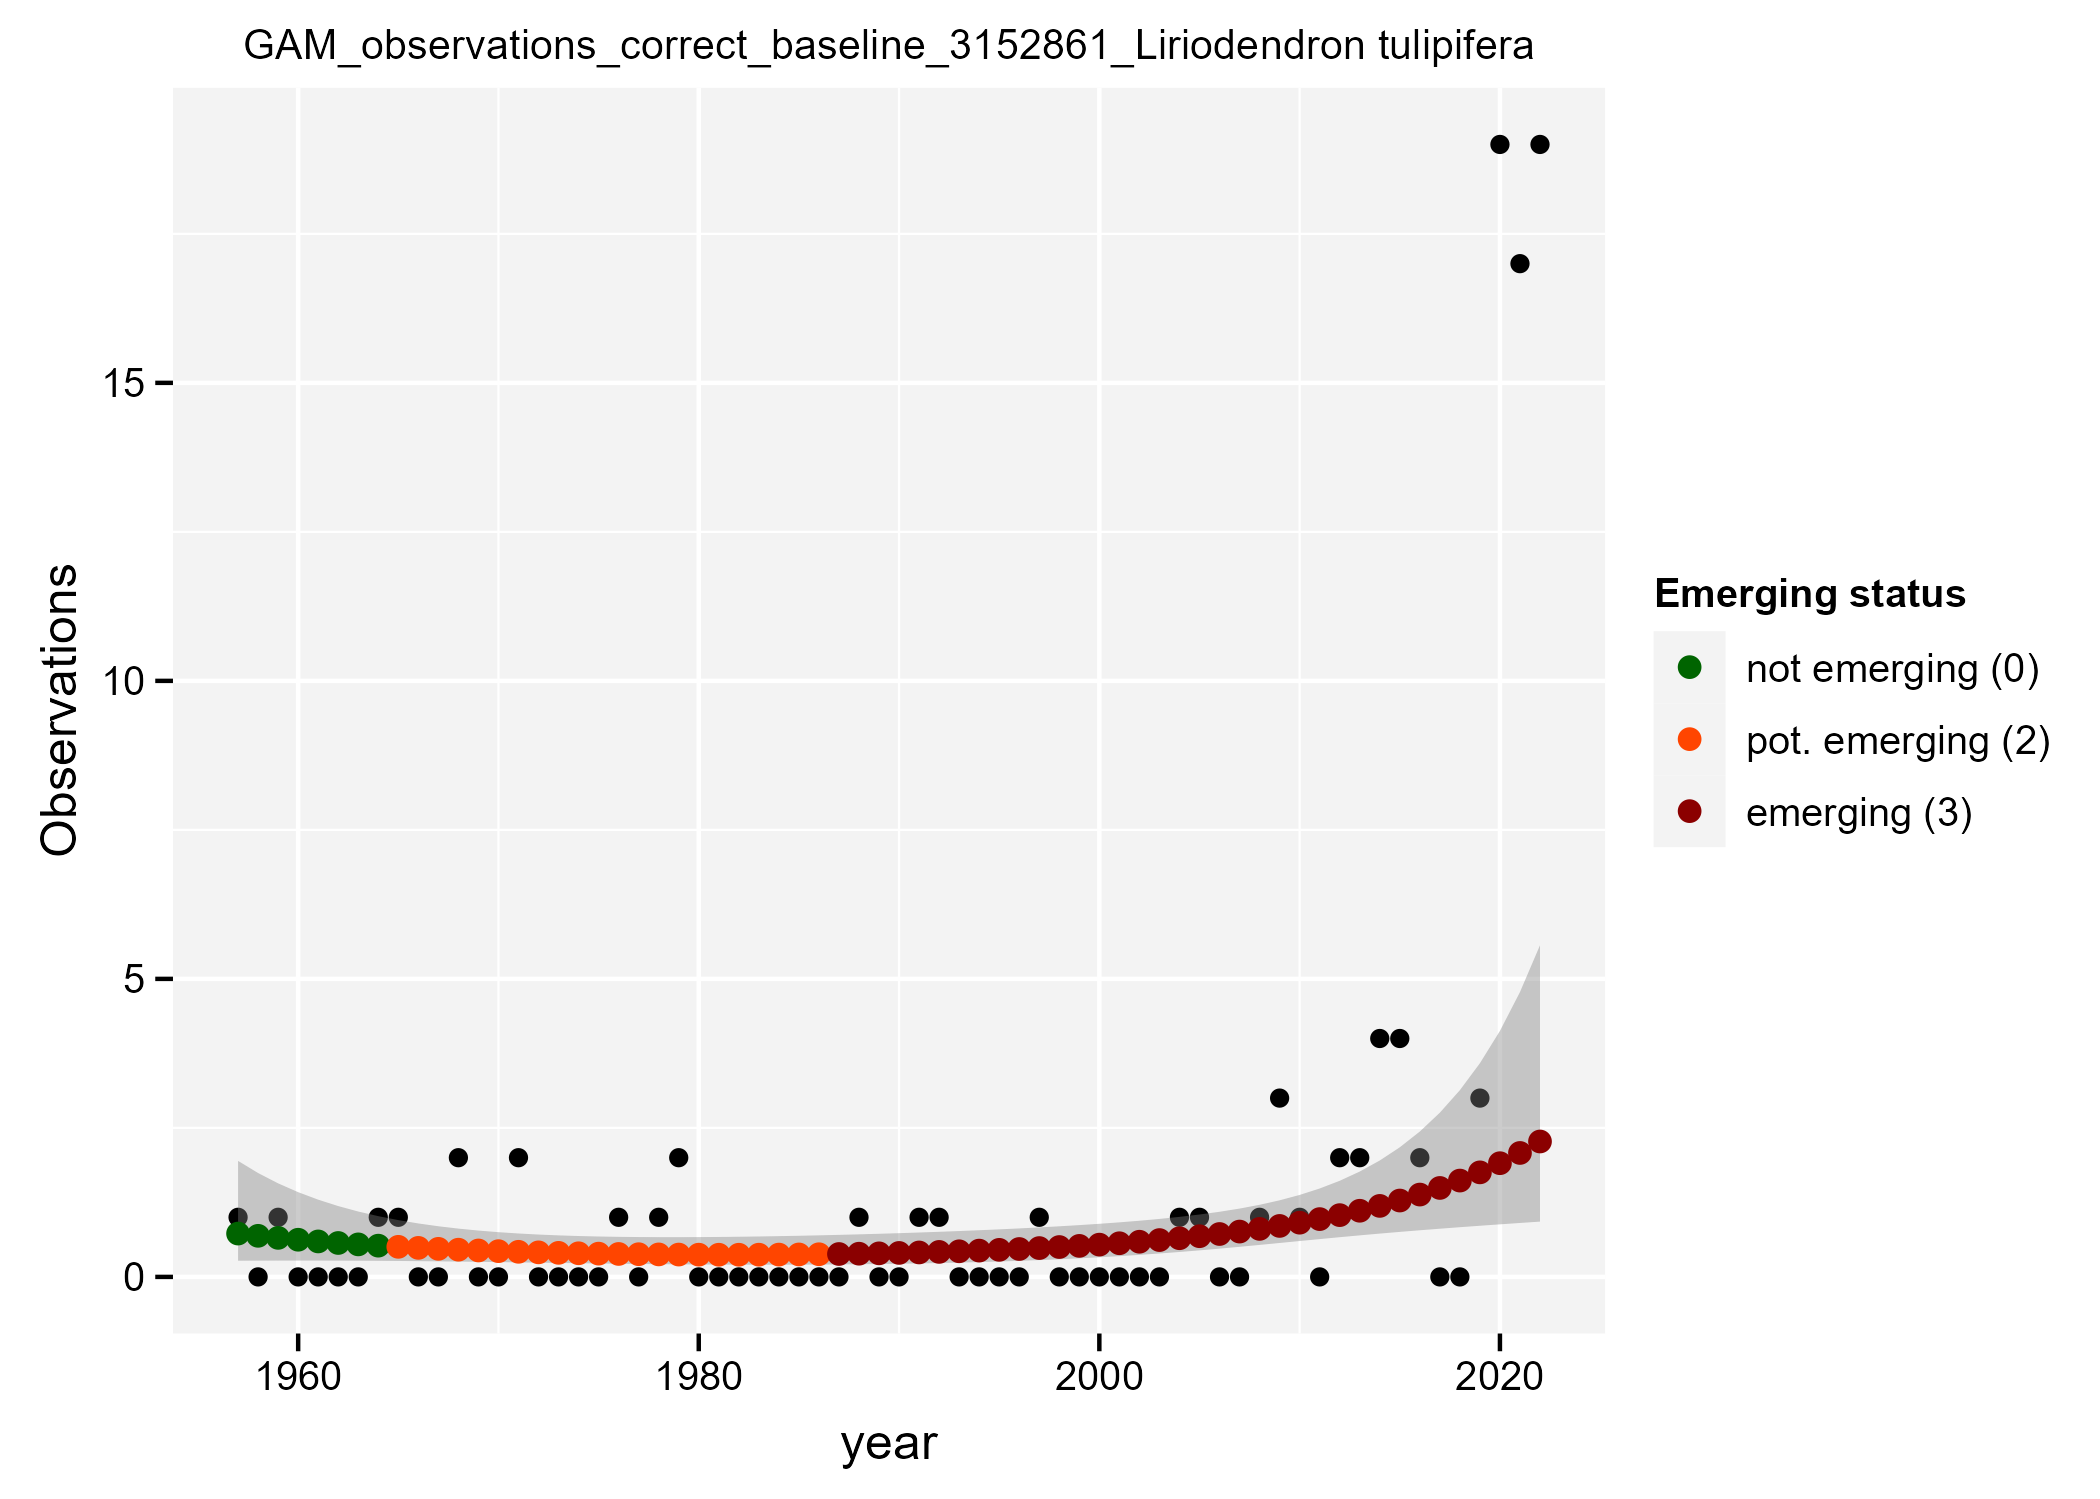 GAM_observations_correct_baseline_3152861_Liriodendron tulipifera
Observations
15
10
5
0
1960
1980
2000
2020
year
Emerging status
not emerging (0)
pot. emerging (2)
emerging (3)